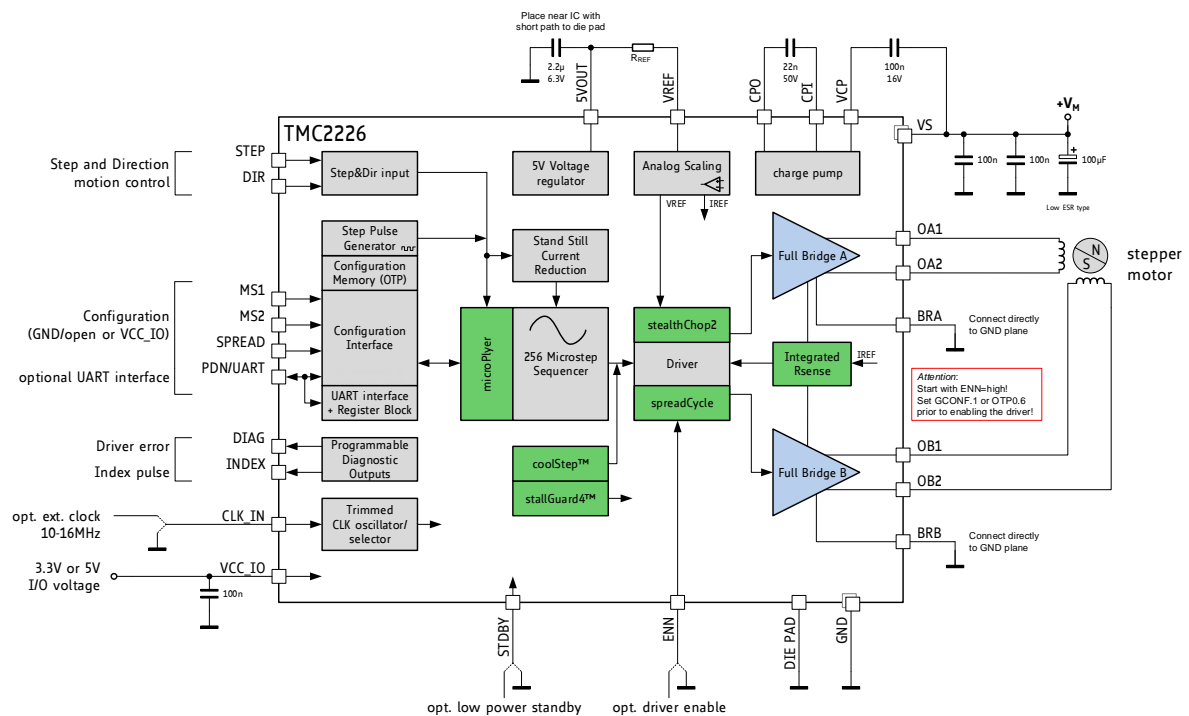 Place near IC with
short path to die pad
2.2µ
6.3V
5VOUT
RREF
VREF
CPO
22n
50V
CPI
VCP
100n
16V
+VM
VS
100n
100n
+
100µF
Low ESR type
TMC2226
Step and Direction
motion control
STEP
DIR
Step&Dir input
5V Voltage
regulator
Analog Scaling
VREF
IREF
charge pump
Step Pulse
Generator
Configuration
Memory (OTP)
Stand Still
Current
Reduction
Full Bridge A
OA1
OA2
N
S
stepper
motor
Configuration
(GND/open or VCC_IO)
optional UART interface
MS1
MS2
SPREAD
PDN/UART
Configuration
Interface
UART interface
+ Register Block
microPlyer
256 Microstep
Sequencer
stealthChop2
Driver
spreadCycle
Integrated
Rsense
IREF
BRA
Connect directly
to GND plane
Attention:
Start with ENN=high!
Set GCONF.1 or OTP0.6
prior to enabling the driver!
Driver error
Index pulse
DIAG
INDEX
Programmable
Diagnostic
Outputs
coolStep™
stallGuard4™
Full Bridge B
OB1
OB2
opt. ext. clock
10-16MHz
CLK_IN
Trimmed
CLK oscillator/
selector
BRB
Connect directly
to GND plane
3.3V or 5V
I/O voltage
VCC_IO
100n
STDBY
ENN
DIE PAD
GND
opt. low power standby
opt. driver enable